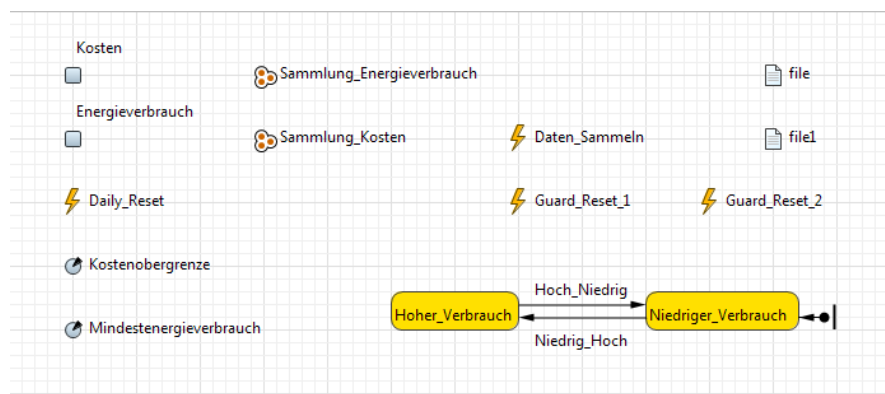 Kosten
Sammlung_Energieverbrauch
file
Energieverbrauch
Sammlung_Kosten
Daten_Sammeln
file1
Daily_Reset
Guard_Reset_1
Guard_Reset_2
Kostenobergrenze
Hoch_Niedrig
Hoher_Verbrauch
Niedriger_Verbrauch
Mindestenergieverbrauch
Niedrig_Hoch